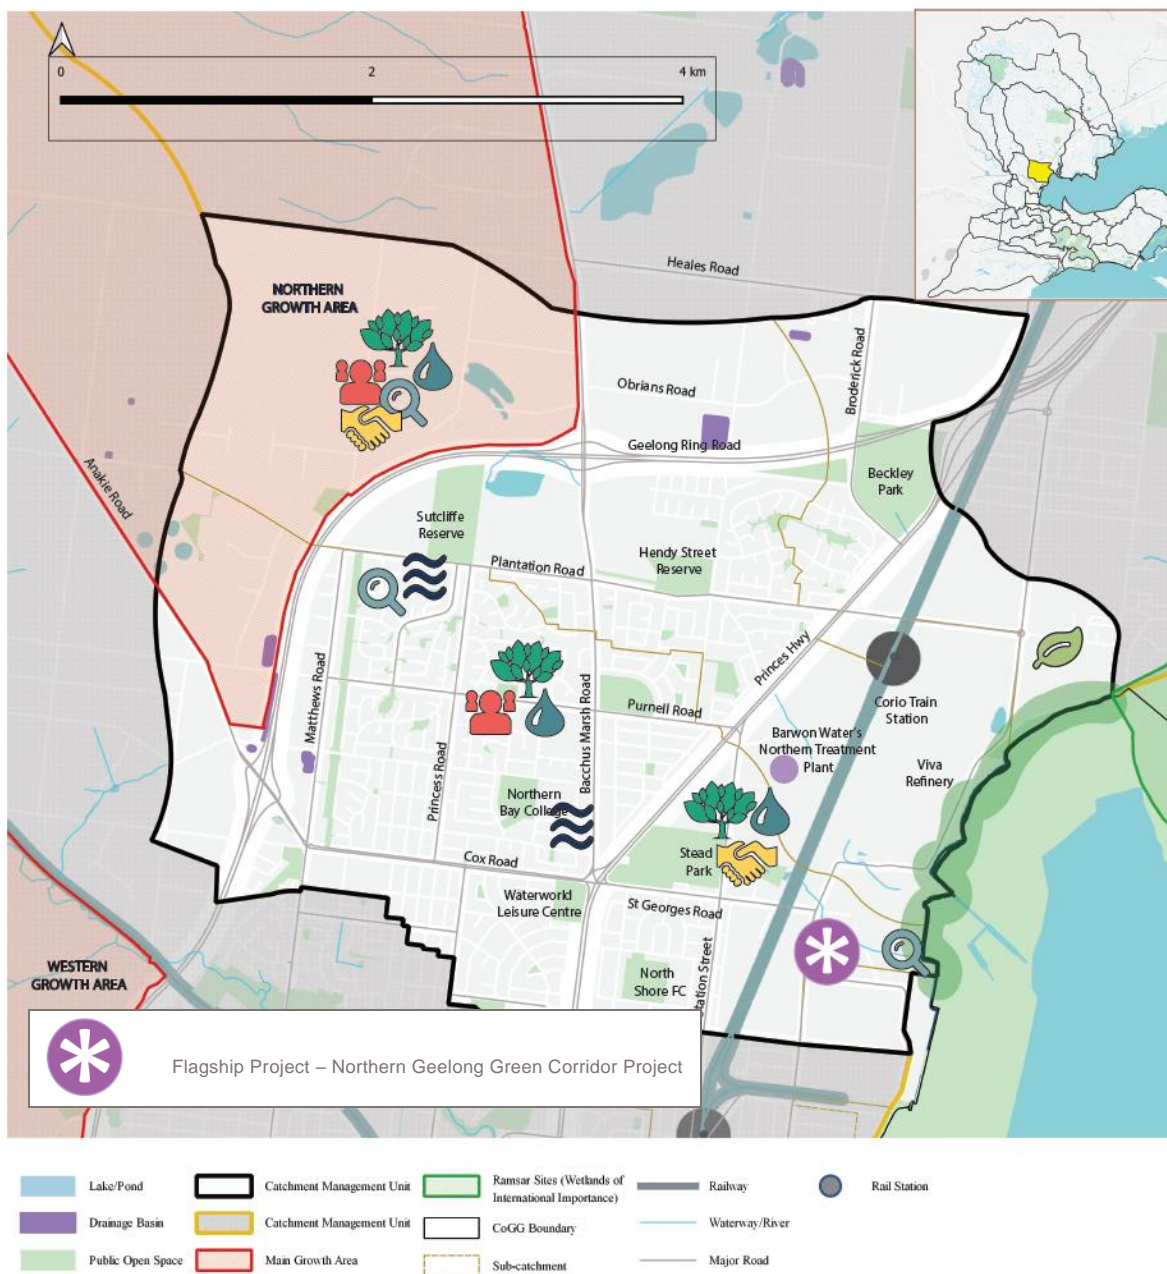 0 2 4 km
Heales Road
NORTHERN
GROWTH AREA
Obrians Road
Broderick Road
Geelong Ring Road
Beckley
Park
Anakie Road
Sutcliffe
Reserve
Hendy Street
Reserve
Plantation Road
Princes Hwy
Matthews Road
Princess Road
Bacchus Marsh Road
Purnell Road
Corio Train
Station
Barwon Water's
Northern Treatment
Plant
Viva
Refinery
Northern
Bay College
Cox Road
Stead
Park
Waterworld
Leisure Centre
St Georges Road
North
Shore FC
Station Street
WESTERN
GROWTH AREA
Flagship Project – Northern Geelong Green Corridor Project
Lake/Pond
Drainage Basin
Public Open Space
Catchment Management Unit
Catchment Management Unit
Main Growth Area
Ramsar Sites (Wetlands of
International Importance)
CoGG Boundary
Sub-catchment
Railway
Waterway/River
Major Road
Rail Station